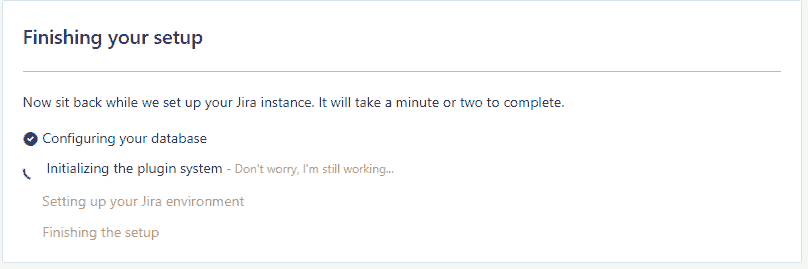 Finishing your setup
Now sit back while we set up your Jira instance. It will take a minute or two to complete.
Configuring your database
Initializing the plugin system - Don't worry, I'm still working...
Setting up your Jira environment
Finishing the setup